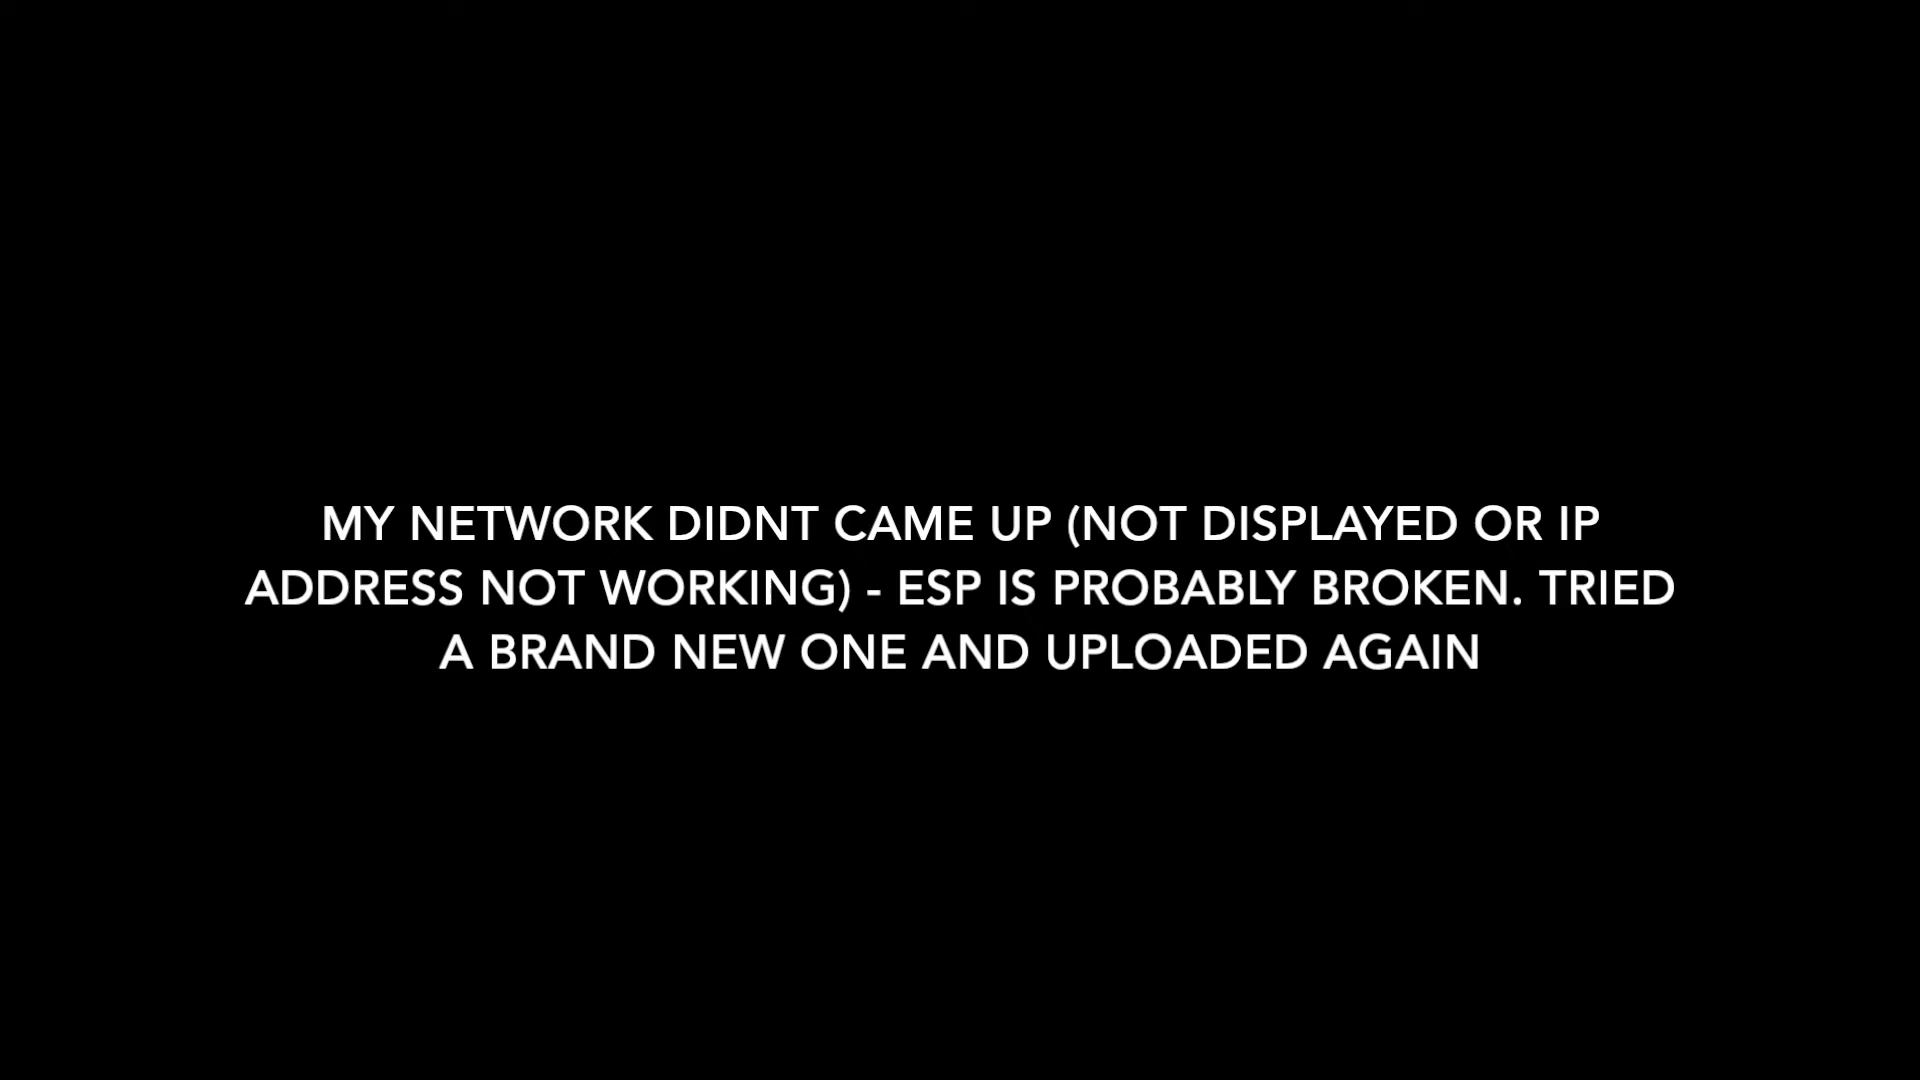 MY NETWORK DIDNT CAME UP (NOT DISPLAYED OR IP
ADDRESS NOT WORKING) - ESP IS PROBABLY BROKEN. TRIED
A BRAND NEW ONE AND UPLOADED AGAIN